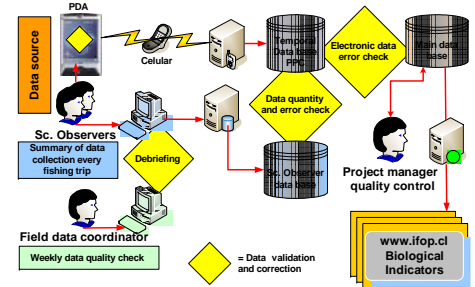 PDA
Data source
Celular
Temporal
Data base
PPC
Electronic data
error check
Main data
base
Data quantity
and error check
Sc. Observers
Summary of data
collection every
fishing trip
Debriefing
Sc. Observer
data base
Project manager
quality control
Field data coordinator
Weekly data quality check
= Data validation
and correction
www.ifop.cl
Biological
Indicators